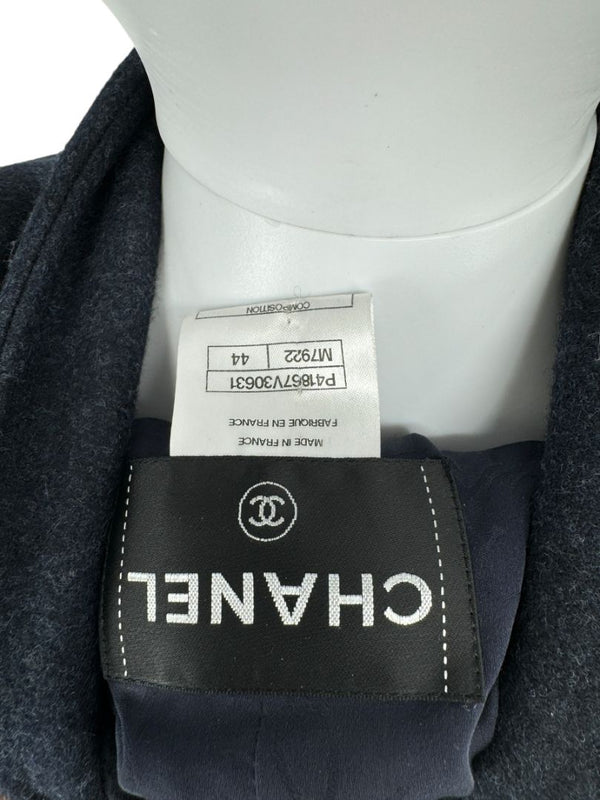 CHANEL
MADE IN FRANCE
FABRIQUE EN FRANCE
P41867V30631
M7922 44
COMPOSITION